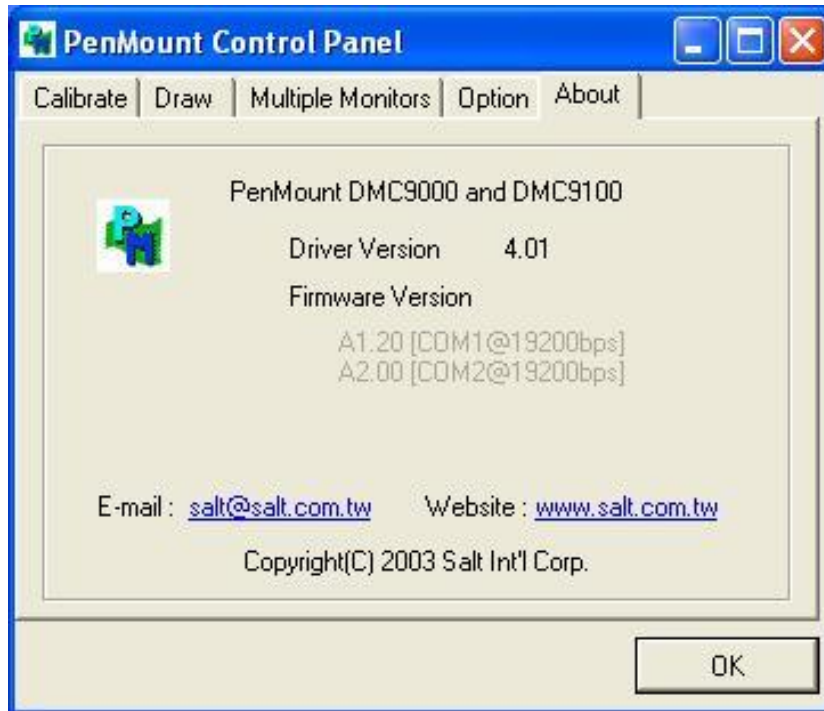 PenMount Control Panel
Calibrate Draw Multiple Monitors Option About
PM
PenMount DMC9000 and DMC9100
Driver Version 4.01
Firmware Version
A1.20 [COM1@19200bps]
A2.00 [COM2@19200bps]
E-mail : salt@salt.com.tw Website : www.salt.com.tw
Copyright(C) 2003 Salt Int'l Corp.
OK